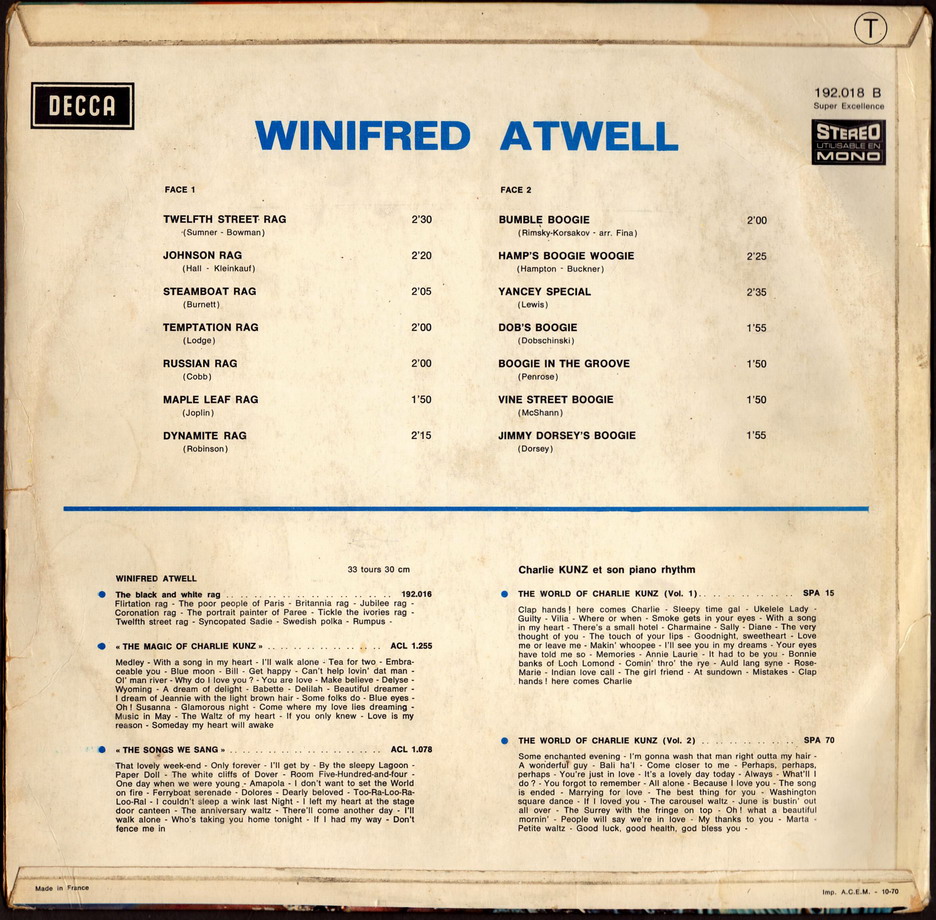 T
DECCA
192.018 B
Super Excellence
STEREO
UTILISABLE EN
MONO
WINIFRED ATWELL
FACE 1
TWELFTH STREET RAG 2'30
(Sumner - Bowman)
JOHNSON RAG 2'20
(Hall - Kleinkauf)
STEAMBOAT RAG 2'05
(Burnett)
TEMPTATION RAG 2'00
(Lodge)
RUSSIAN RAG 2'00
(Cobb)
MAPLE LEAF RAG 1'50
(Joplin)
DYNAMITE RAG 2'15
(Robinson)
FACE 2
BUMBLE BOOGIE 2'00
(Rimsky-Korsakov - arr. Fina)
HAMP'S BOOGIE WOOGIE 2'25
(Hampton - Buckner)
YANCEY SPECIAL 2'35
(Lewis)
DOB'S BOOGIE 1'55
(Dobschinski)
BOOGIE IN THE GROOVE 1'50
(Penrose)
VINE STREET BOOGIE 1'50
(McShann)
JIMMY DORSEY'S BOOGIE 1'55
(Dorsey)
33 tours 30 cm
WINIFRED ATWELL
The black and white rag .................... 192.016
Flirtation rag - The poor people of Paris - Britannia rag - Jubilee rag -
Coronation rag - The portrait painter of Paree - Tickle the ivories rag -
Twelfth street rag - Syncopated Sadie - Swedish polka - Rumpus -
« THE MAGIC OF CHARLIE KUNZ » .............. ACL 1.255
Medley - With a song in my heart - I'll walk alone - Tea for two - Embra-
ceable you - Blue moon - Bill - Get happy - Can't help lovin' dat man -
Ol' man river - Why do I love you ? - You are love - Make believe - Delyse -
Wyoming - A dream of delight - Babette - Delilah - Beautiful dreamer -
I dream of Jeannie with the light brown hair - Some folks do - Blue eyes -
Oh ! Susanna - Glamorous night - Come where my love lies dreaming -
Music in May - The Waltz of my heart - If you only knew - Love is my
reason - Someday my heart will awake
« THE SONGS WE SANG » .................... ACL 1.078
That lovely week-end - Only forever - I'll get by - By the sleepy Lagoon -
Paper Doll - The white cliffs of Dover - Room Five-Hundred-and-four -
One day when we were young - Amapola - I don't want to set the World
on fire - Ferryboat serenade - Dolores - Dearly beloved - Too-Ra-Loo-Ra-
Loo-Ral - I couldn't sleep a wink last Night - I left my heart at the stage
door canteen - The anniversary waltz - There'll come another day - I'll
walk alone - Who's taking you home tonight - If I had my way - Don't
fence me in
Charlie KUNZ et son piano rhythm
THE WORLD OF CHARLIE KUNZ (Vol. 1) ............ SPA 15
Clap hands ! here comes Charlie - Sleepy time gal - Ukelele Lady -
Guilty - Vilia - Where or when - Smoke gets in your eyes - With a song
in my heart - There's a small hotel - Charmaine - Sally - Diane - The very
thought of you - The touch of your lips - Goodnight, sweetheart - Love
me or leave me - Makin' whoopee - I'll see you in my dreams - Your eyes
have told me so - Memories - Annie Laurie - It had to be you - Bonnie
banks of Loch Lomond - Comin' thro' the rye - Auld lang syne - Rose-
Marie - Indian love call - The girl friend - At sundown - Mistakes - Clap
hands ! here comes Charlie
THE WORLD OF CHARLIE KUNZ (Vol. 2) ............ SPA 70
Some enchanted evening - I'm gonna wash that man right outta my hair -
A wonderful guy - Bali ha'I - Come closer to me - Perhaps, perhaps,
perhaps - You're just in love - It's a lovely day today - Always - What'll I
do ? - You forgot to remember - All alone - Because I love you - The song
is ended - Marrying for love - The best thing for you - Washington
square dance - If I loved you - The carousel waltz - June is bustin' out
all over - The Surrey with the fringe on top - Oh ! what a beautiful
mornin' - People will say we're in love - My thanks to you - Marta -
Petite waltz - Good luck, good health, god bless you -
Made in France
Imp. A.C.E.M. - 10-70